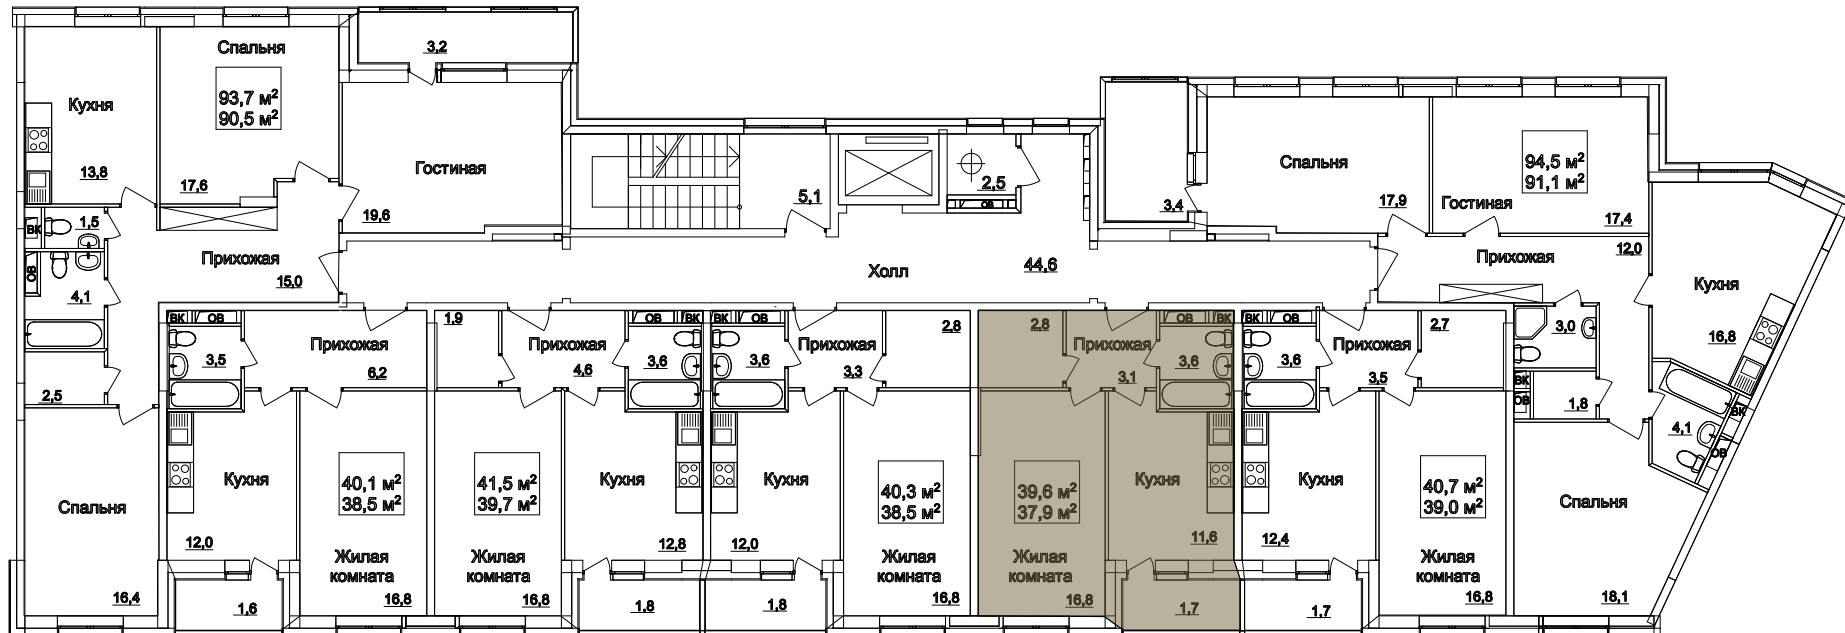 Спальня
3,2
93,7 м²
90,5 м²
Кухня
13,8
17,6
Гостиная
19,6
5,1
2,5
ОВ
3,4
Спальня
17,9
94,5 м²
91,1 м²
Гостиная
17,4
1,5
ВК
ОВ
4,1
Прихожая
15,0
Холл
44,6
Прихожая
12,0
Кухня
16,8
2,5
ВК
ОВ
3,5
Прихожая
6,2
1,9
Прихожая
4,6
ОВ
ВК
3,6
ВК
ОВ
3,6
Прихожая
3,3
2,8
2,8
Прихожая
3,1
ОВ
ВК
3,6
ВК
ОВ
3,6
Прихожая
3,5
2,7
3,0
ВК
ОВ
1,8
4,1
ВК
ОВ
Спальня
16,4
Кухня
12,0
40,1 м²
38,5 м²
Жилая
комната
16,8
41,5 м²
39,7 м²
Жилая
комната
16,8
Кухня
12,8
Кухня
12,0
40,3 м²
38,5 м²
Жилая
комната
16,8
39,6 м²
37,9 м²
Жилая
комната
16,8
Кухня
11,6
Кухня
12,4
40,7 м²
39,0 м²
Жилая
комната
16,8
Спальня
18,1
1,6
1,8
1,8
1,7
1,7